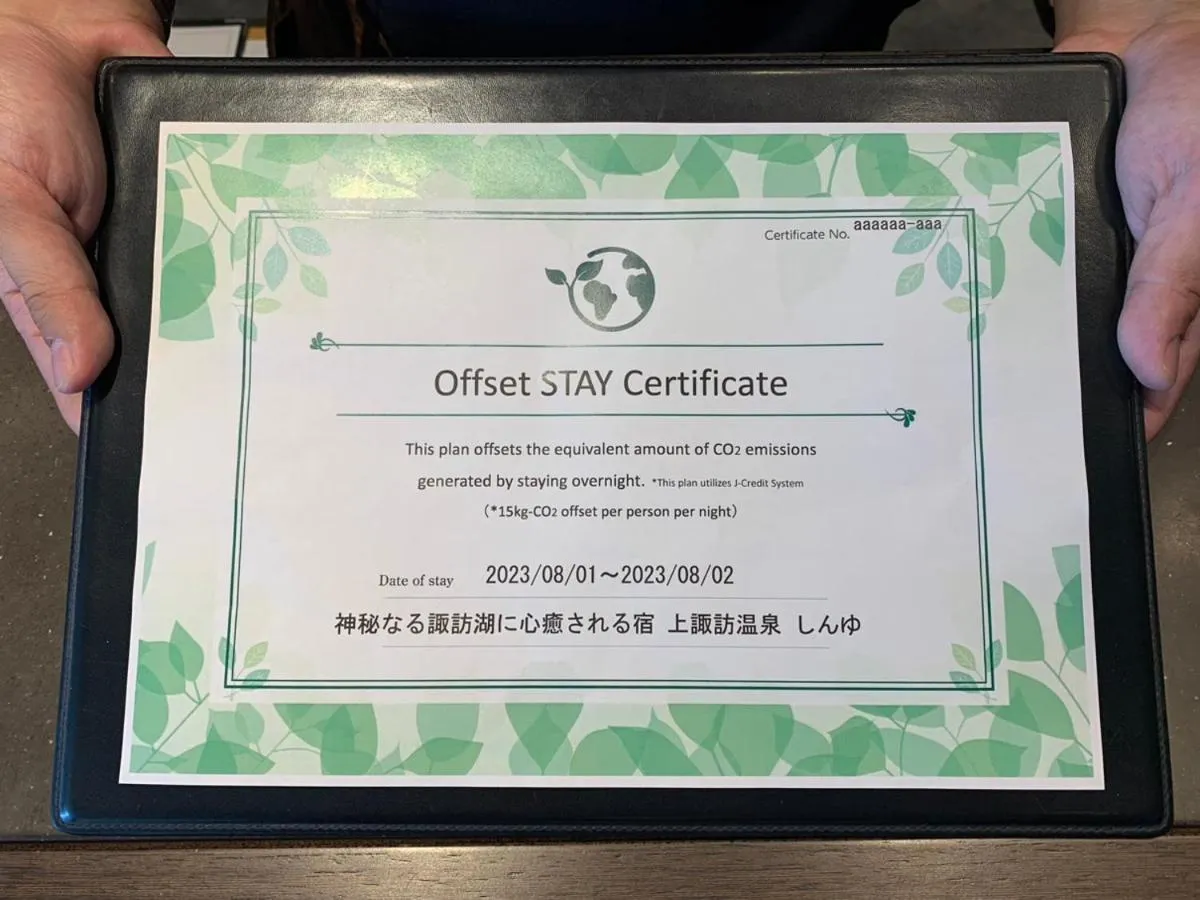 Certificate No. aaaaaa-aaa
Offset STAY Certificate
This plan offsets the equivalent amount of CO2 emissions
generated by staying overnight. *This plan utilizes J-Credit System
（*15kg-CO2 offset per person per night）
Date of stay 2023/08/01～2023/08/02
神秘なる諏訪湖に心癒される宿 上諏訪温泉 しんゆ